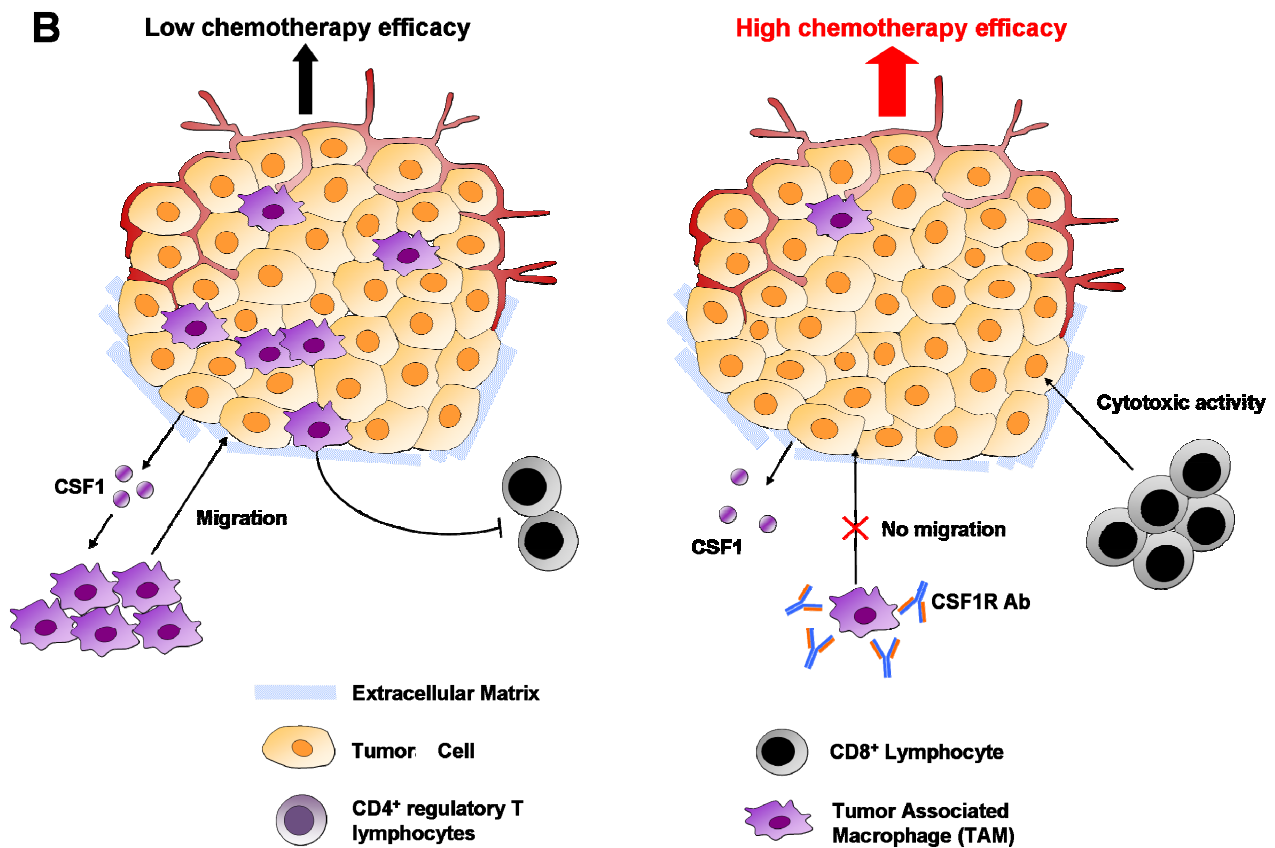 B
Low chemotherapy efficacy
High chemotherapy efficacy
Cytotoxic activity
CSF1
Migration
CSF1
No migration
CSF1R Ab
Extracellular Matrix
Tumor Cell
CD8⁺ Lymphocyte
CD4⁺ regulatory T
lymphocytes
Tumor Associated
Macrophage (TAM)